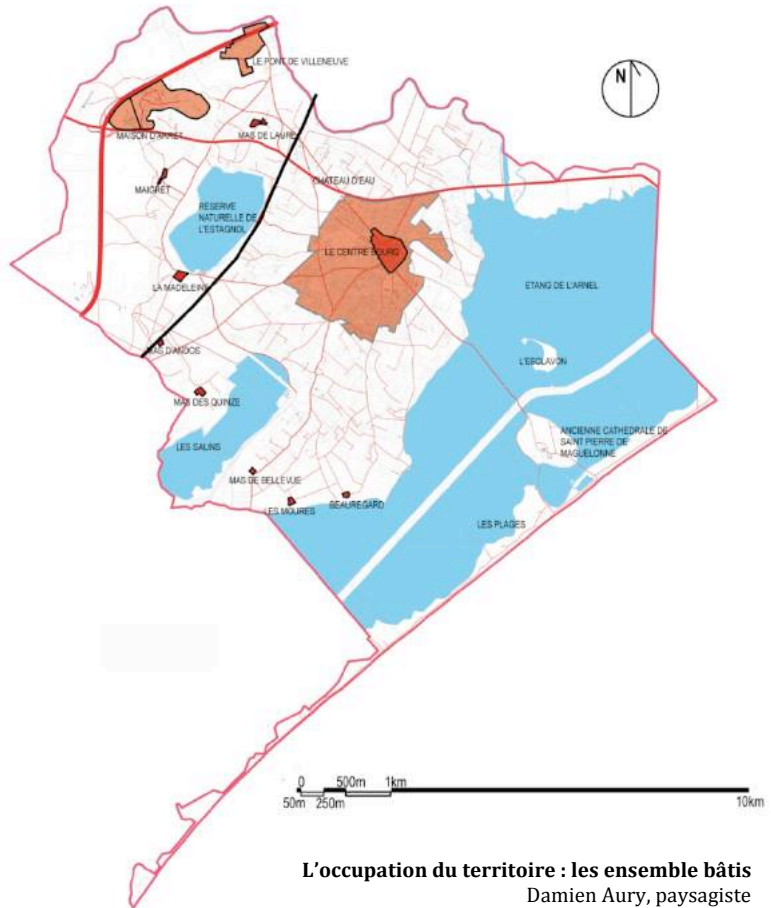 LE PONT DE VILLENEUVE
N
MAISON D'ARRET
MAS DE LAURE
MAIGRET
CHATEAU D'EAU
RESERVE
NATURELLE DE
L'ESTAGNOL
LE CENTRE BOURG
LA MADELEINE
ETANG DE L'ARNEL
MAS D'ANDOS
L'ESCLAVON
MAS DES QUINZE
ANCIENNE CATHEDRALE DE
SAINT PIERRE DE
MAGUELONNE
LES SALINS
MAS DE BELLEVUE
LES MOURES
BEAUREGARD
LES PLAGES
0 500m 1km
50m 250m 10km
L'occupation du territoire : les ensemble bâtis
Damien Aury, paysagiste